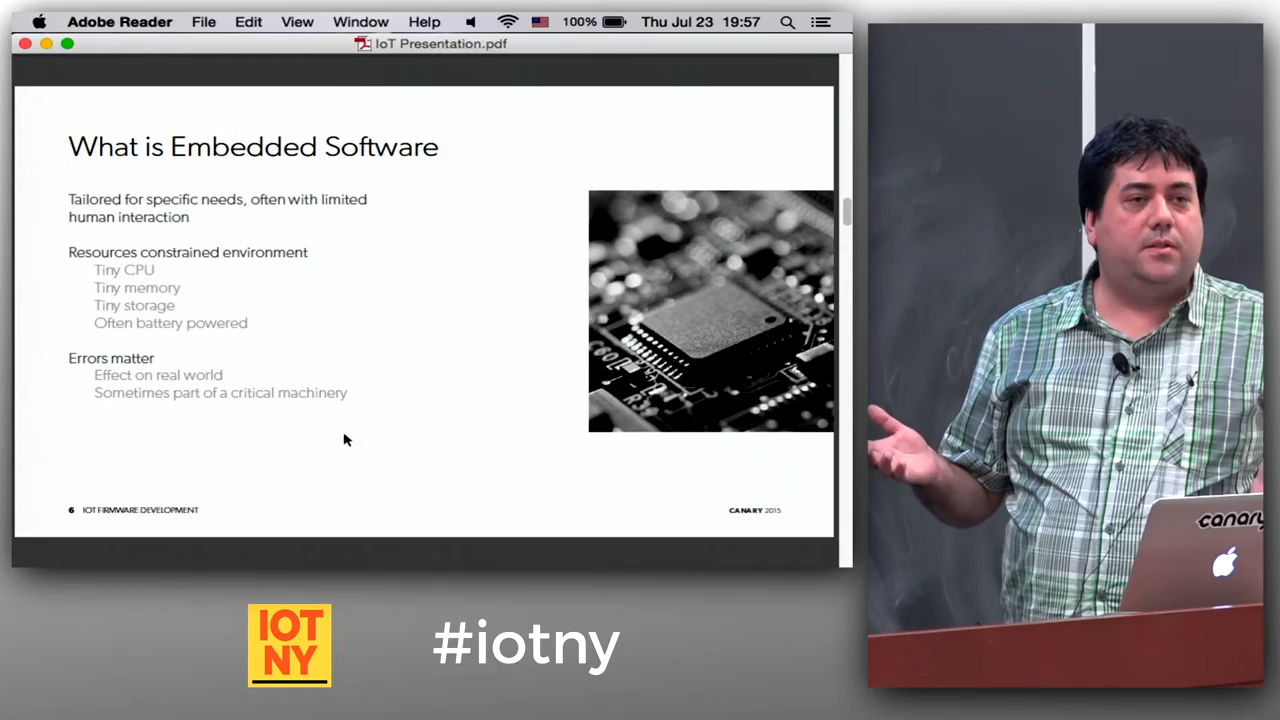 Adobe Reader File Edit View Window Help 100% Thu Jul 23 19:57
IoT Presentation.pdf
What is Embedded Software
Tailored for specific needs, often with limited
human interaction
Resources constrained environment
Tiny CPU
Tiny memory
Tiny storage
Often battery powered
Errors matter
Effect on real world
Sometimes part of a critical machinery
6 IOT FIRMWARE DEVELOPMENT
CANARY 2015
canary
IOT
NY
#iotny